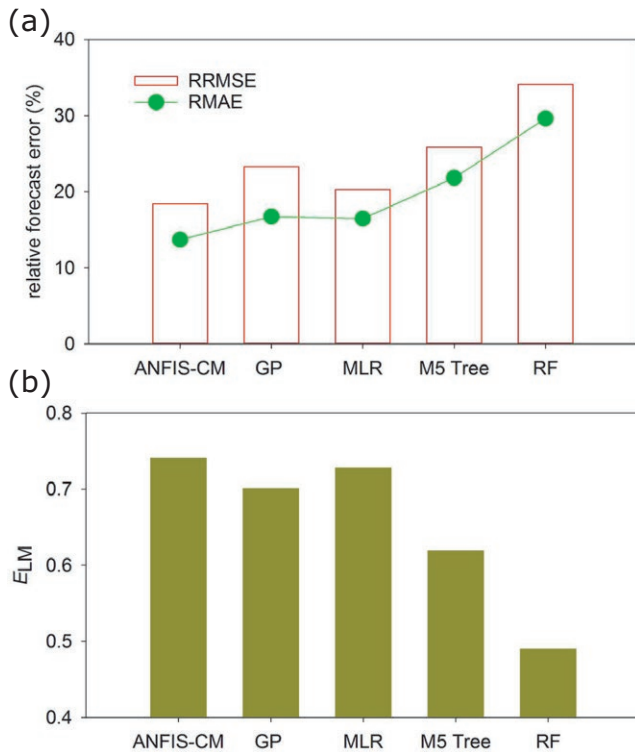 (a)
40
30
20
10
0
relative forecast error (%)
RRMSE
RMAE
ANFIS-CM GP MLR M5 Tree RF
(b)
0.8
0.7
0.6
0.5
0.4
ELM
ANFIS-CM GP MLR M5 Tree RF